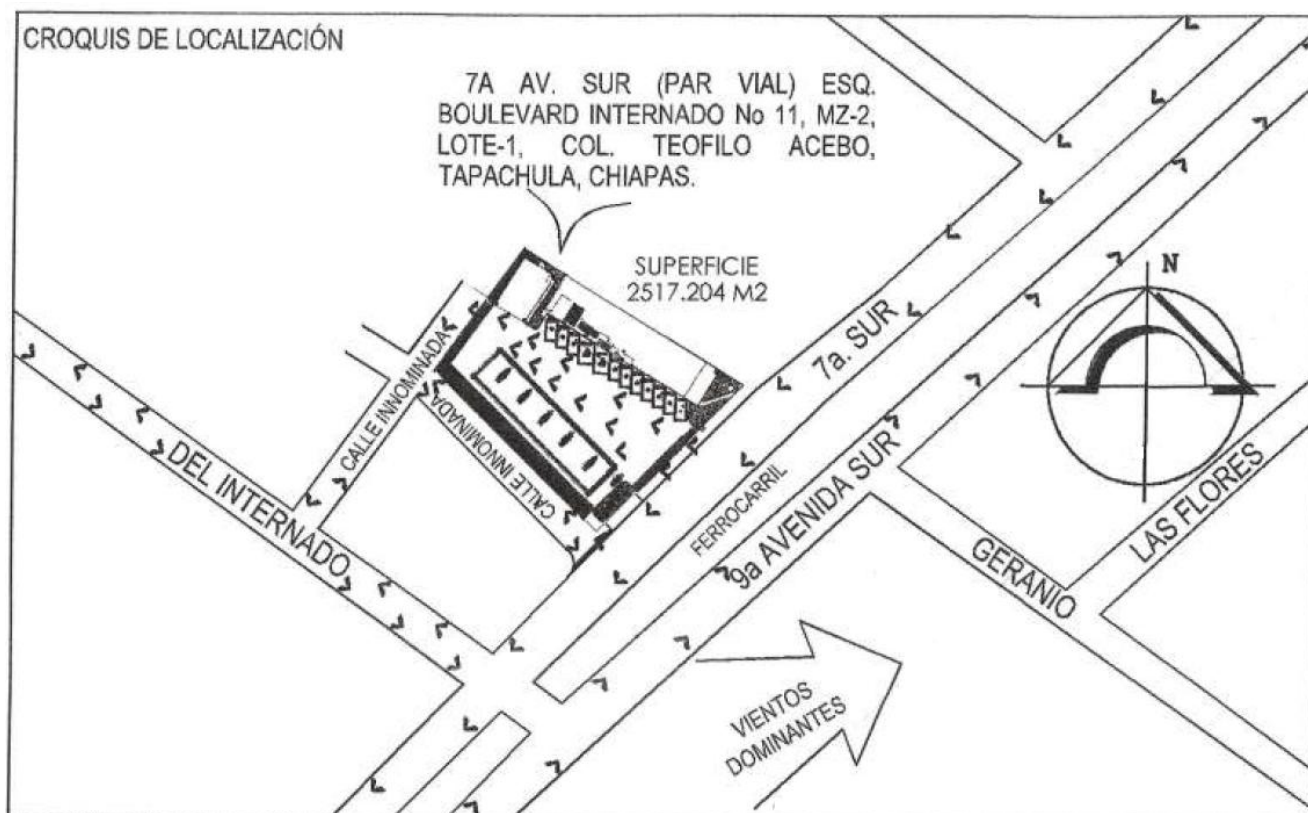 CROQUIS DE LOCALIZACIÓN
7A AV. SUR (PAR VIAL) ESQ.
BOULEVARD INTERNADO No 11, MZ-2,
LOTE-1, COL. TEOFILO ACEBO,
TAPACHULA, CHIAPAS.
SUPERFICIE
2517.204 M2
N
7a. SUR
CALLE INNOMINADA
CALLE INNOMINADA
DEL INTERNADO
FERROCARRIL
9a AVENIDA SUR
LAS FLORES
GERANIO
VIENTOS
DOMINANTES